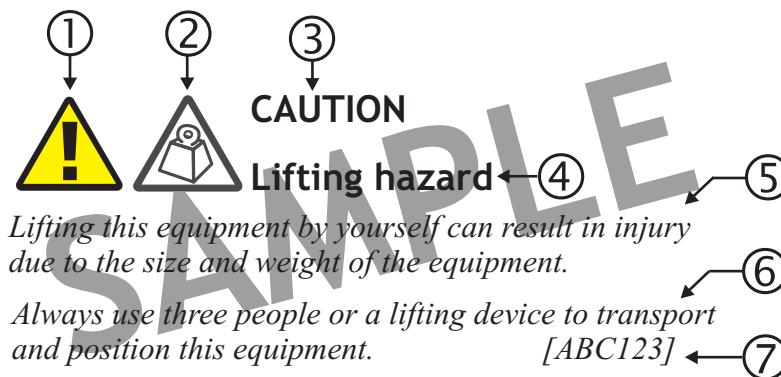 1 2 3
CAUTION
Lifting hazard 4
5
Lifting this equipment by yourself can result in injury
due to the size and weight of the equipment.
6
Always use three people or a lifting device to transport
and position this equipment. [ABC123] 7
SAMPLE